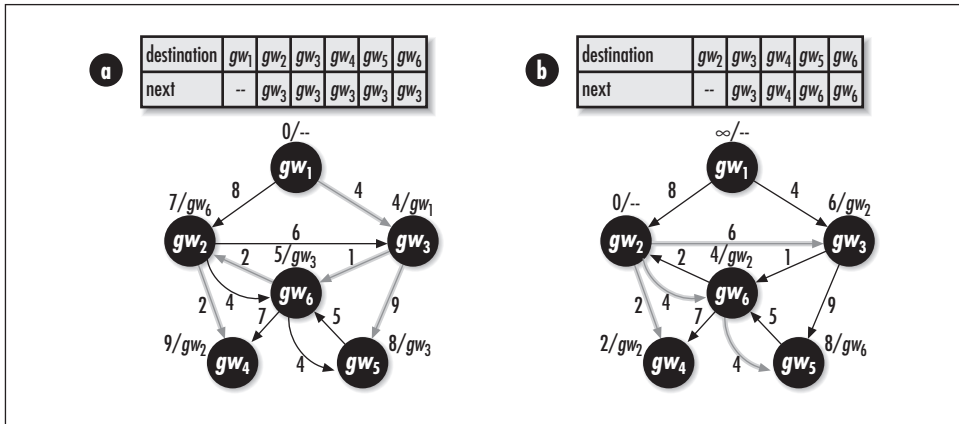 a
destination gw1 gw2 gw3 gw4 gw5 gw6
next -- gw3 gw3 gw3 gw3 gw3
0/--
gw1
8
4
7/gw6
4/gw1
gw2
6
gw3
5/gw3
2
1
gw6
2
4
9
7
5
9/gw2
8/gw3
gw4
4
gw5
b
destination gw2 gw3 gw4 gw5 gw6
next -- gw3 gw4 gw6 gw6
∞/--
gw1
8
4
0/--
6/gw2
gw2
6
gw3
4/gw2
2
1
gw6
2
4
9
7
5
2/gw2
8/gw6
gw4
4
gw5